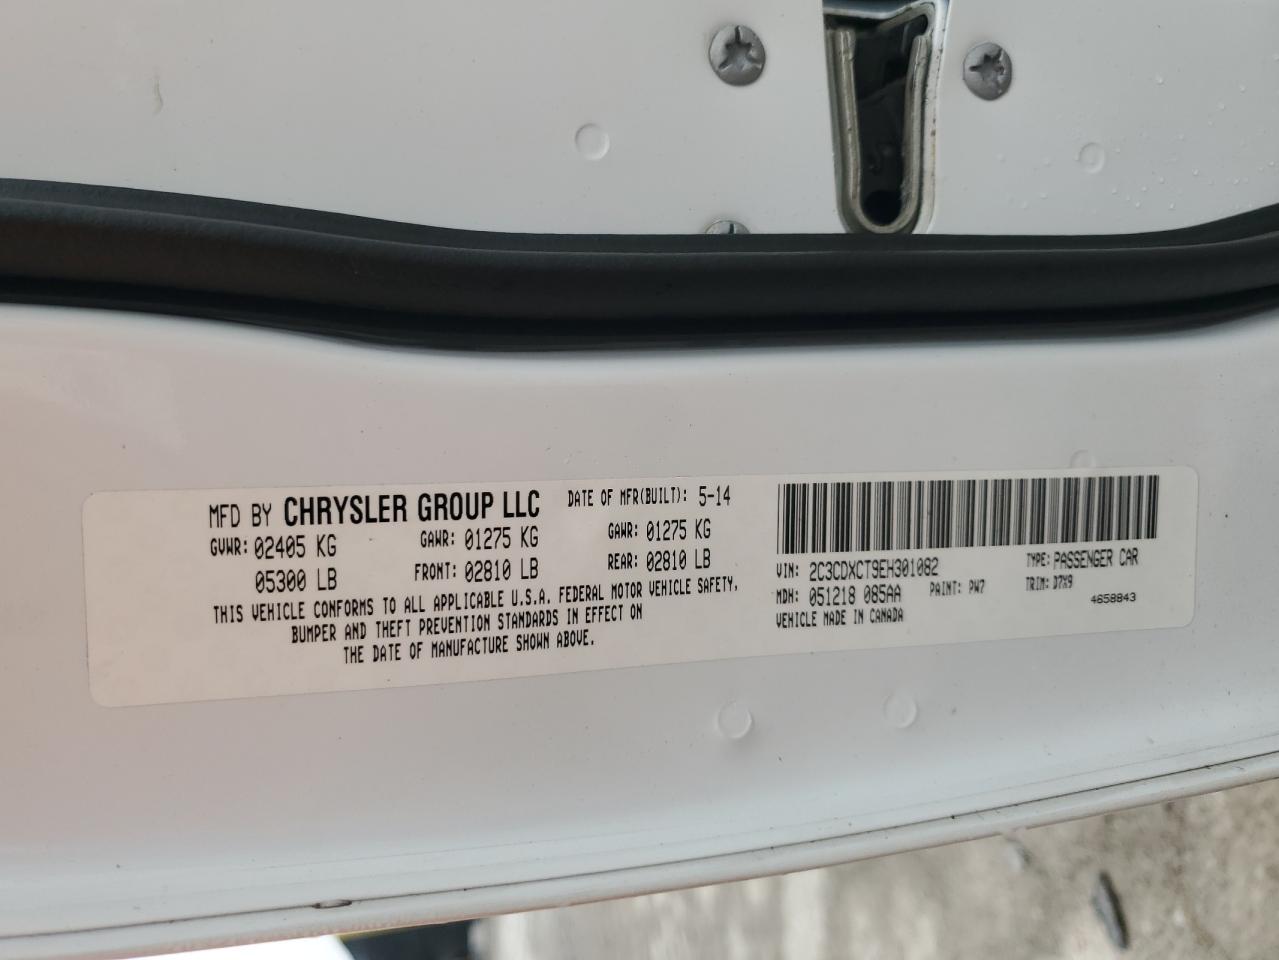 MFD BY CHRYSLER GROUP LLC DATE OF MFR(BUILT): 5-14
GVWR: 02405 KG GAWR: 01275 KG GAWR: 01275 KG
05300 LB FRONT: 02810 LB REAR: 02810 LB
THIS VEHICLE CONFORMS TO ALL APPLICABLE U.S.A. FEDERAL MOTOR VEHICLE SAFETY,
BUMPER AND THEFT PREVENTION STANDARDS IN EFFECT ON
THE DATE OF MANUFACTURE SHOWN ABOVE.
VIN: 2C3CDXCT9EH301082 TYPE: PASSENGER CAR
MDH: 051218 085AA PAINT: PW7 TRIM: D7X9
VEHICLE MADE IN CANADA 4658843